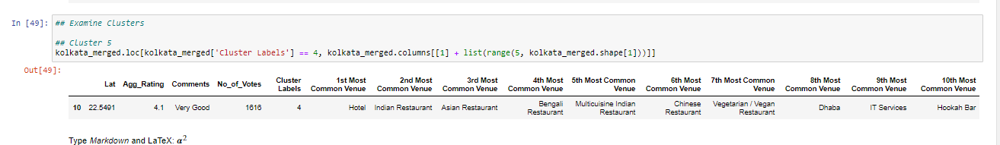 In [49]: ## Examine Clusters
## Cluster 5
kolkata_merged.loc[kolkata_merged['Cluster Labels'] == 4, kolkata_merged.columns[[1] + list(range(5, kolkata_merged.shape[1]))]]
Out[49]:
Lat Agg_Rating Comments No_of_Votes Cluster Labels 1st Most Common Venue 2nd Most Common Venue 3rd Most Common Venue 4th Most Common Venue 5th Most Common Venue 6th Most Common Venue 7th Most Common Venue 8th Most Common Venue 9th Most Common Venue 10th Most Common Venue
10 22.5491 4.1 Very Good 1616 4 Hotel Indian Restaurant Asian Restaurant Bengali Restaurant Multicuisine Indian Restaurant Chinese Restaurant Vegetarian / Vegan Restaurant Dhaba IT Services Hookah Bar
Type Markdown and LaTeX: α²